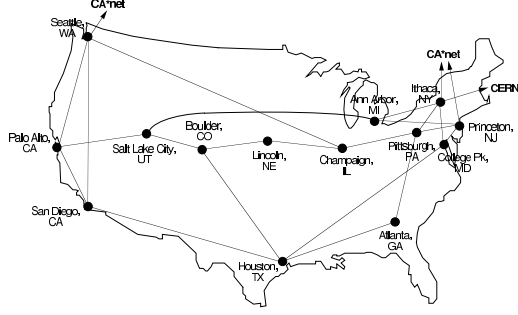 CA*net
Seattle,
WA
CA*net
CERN
Ann Arbor,
MI
Ithaca,
NY
Palo Alto,
CA
Salt Lake City,
UT
Boulder,
CO
Lincoln,
NE
Champaign,
IL
Pittsburgh,
PA
Princeton,
NJ
College Pk,
MD
San Diego,
CA
Houston,
TX
Atlanta,
GA